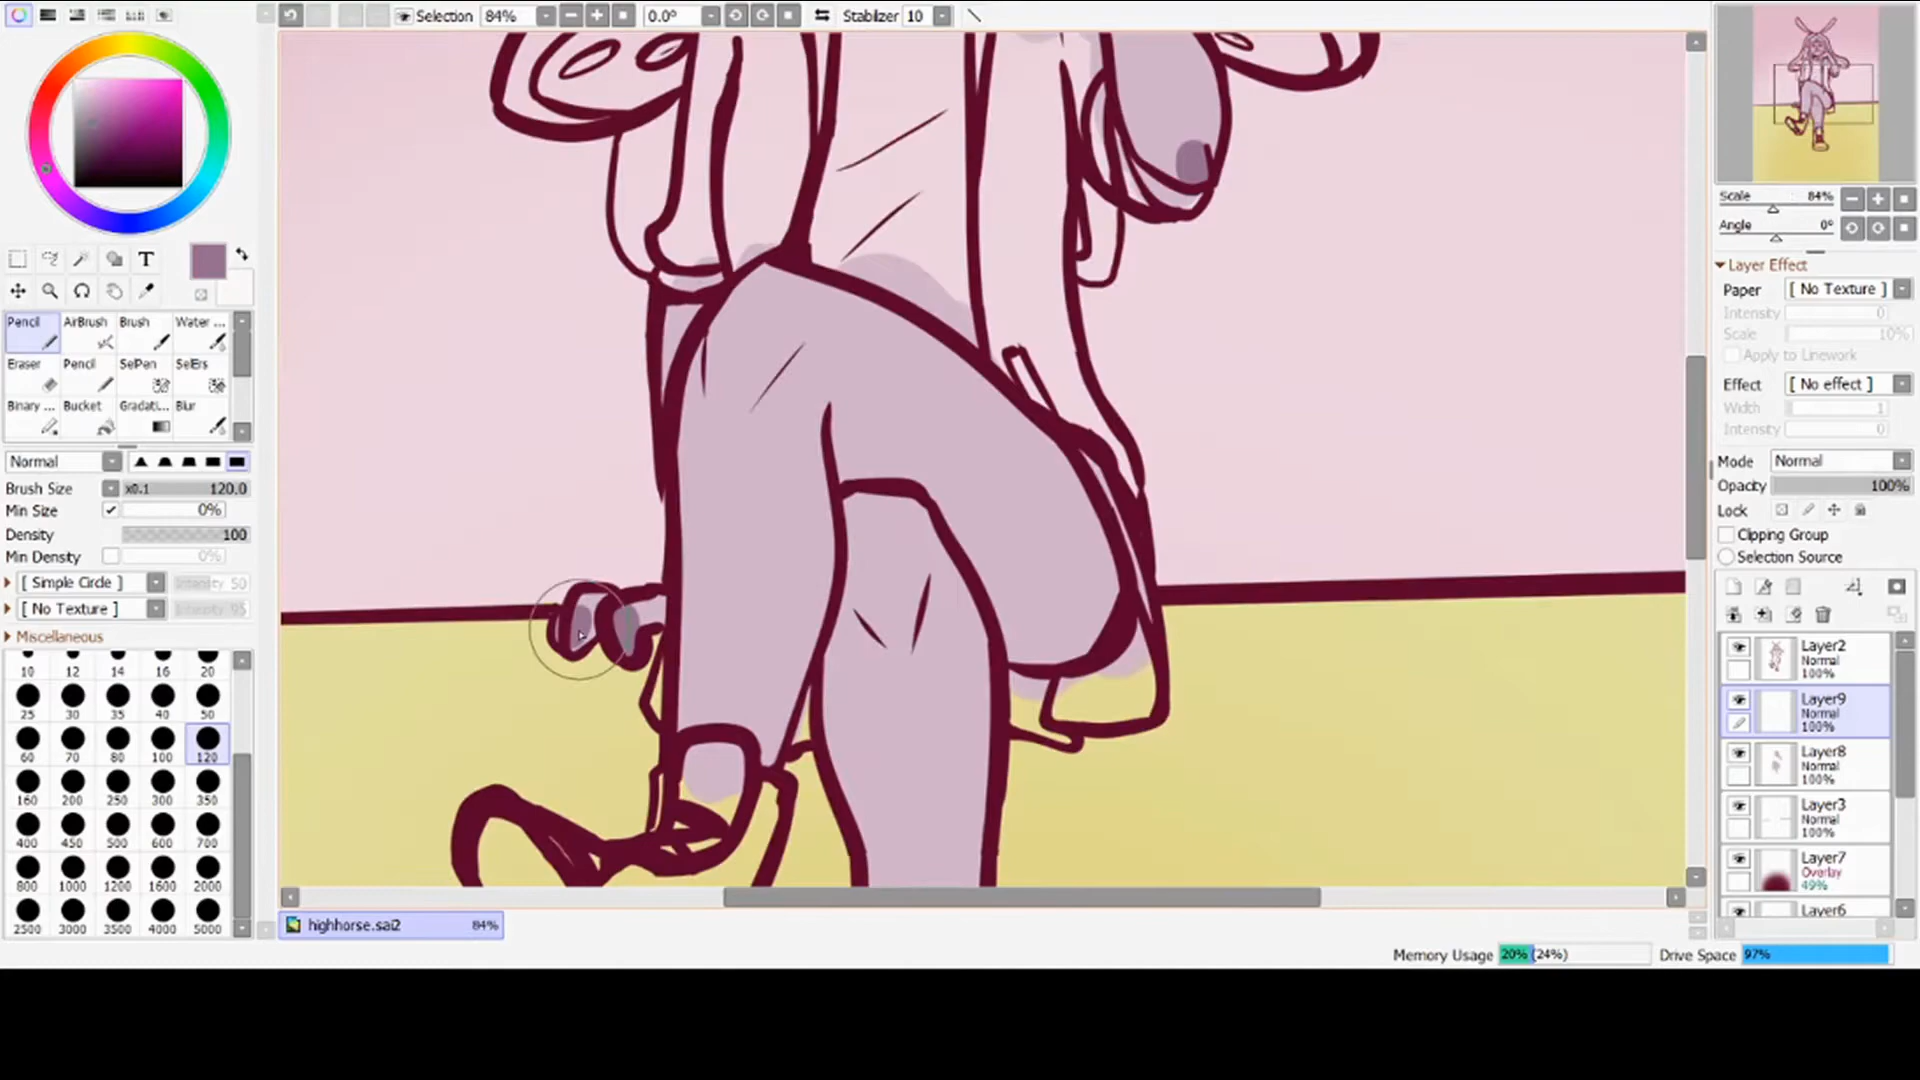 Selection 84% 0.0° Stabilizer 10
T
Pencil AirBrush Brush Water ...
Eraser Pencil SelPen SelErs
Binary ... Bucket Gradati... Blur
Normal
Brush Size x0.1 120.0
Min Size 0%
Density 100
Min Density 0%
[ Simple Circle ] Intensity 50
[ No Texture ] Intensity 95
Miscellaneous
10 12 14 16 20
25 30 35 40 50
60 70 80 100 120
160 200 250 300 350
400 450 500 600 700
800 1000 1200 1600 2000
2500 3000 3500 4000 5000
highhorse.sai2 84%
Scale 84%
Angle 0°
Layer Effect
Paper [ No Texture ]
Intensity 0
Scale 10%
Apply to Linework
Effect [ No effect ]
Width 1
Intensity 0
Mode Normal
Opacity 100%
Lock
Clipping Group
Selection Source
Layer2
Normal
100%
Layer9
Normal
100%
Layer8
Normal
100%
Layer3
Normal
100%
Layer7
Overlay
49%
Layer6
Memory Usage 20% (24%) Drive Space 97%